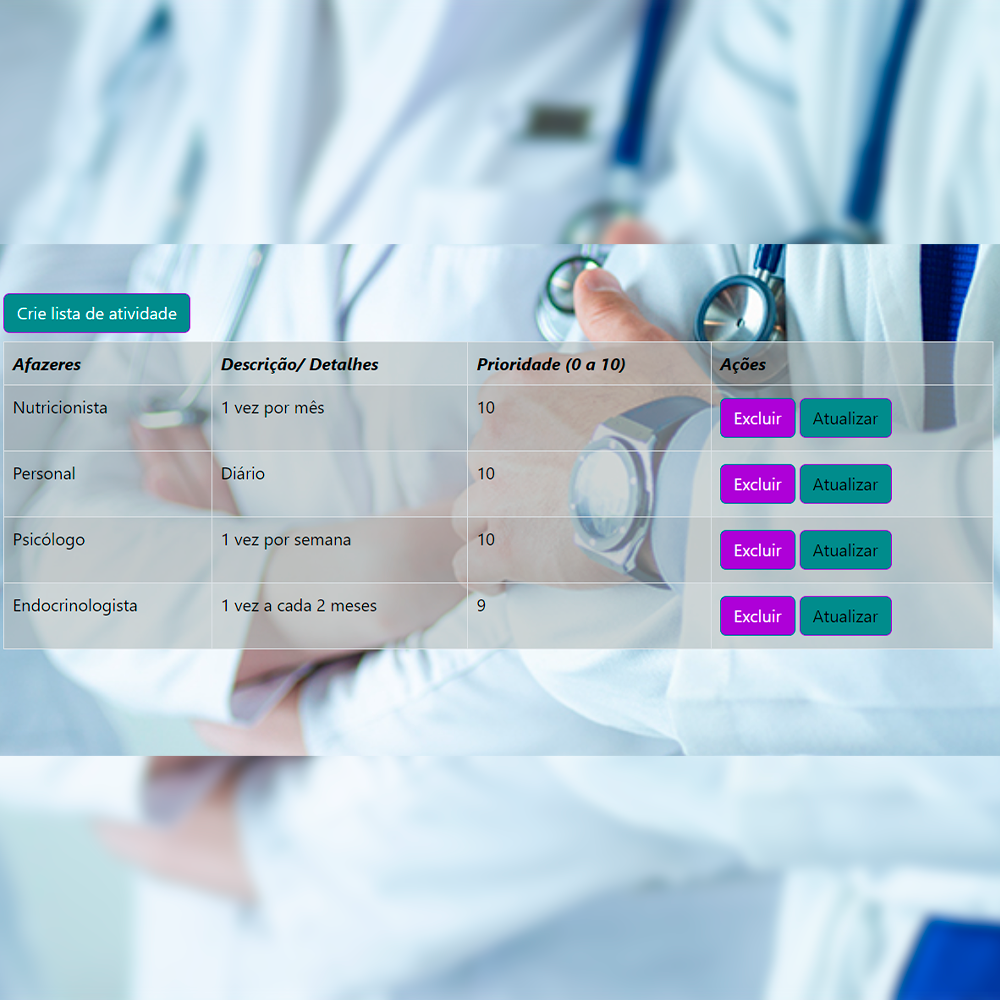 Crie lista de atividade
Afazeres Descrição/ Detalhes Prioridade (0 a 10) Ações
Nutricionista 1 vez por mês 10 Excluir Atualizar
Personal Diário 10 Excluir Atualizar
Psicólogo 1 vez por semana 10 Excluir Atualizar
Endocrinologista 1 vez a cada 2 meses 9 Excluir Atualizar